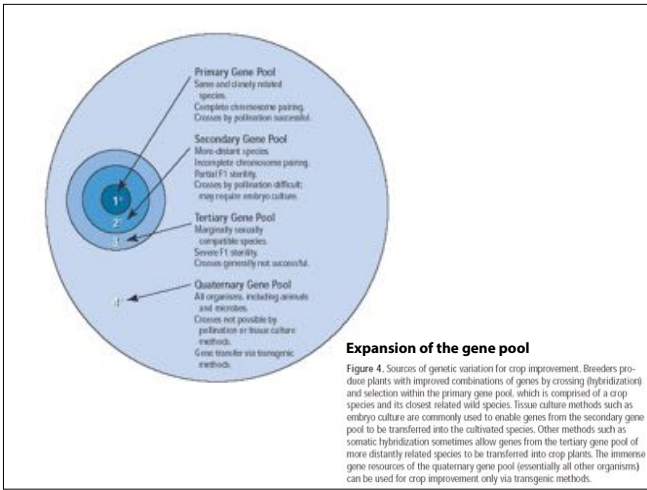 Primary Gene Pool
Same and closely related
species.
Complete chromosome pairing.
Crosses by pollination successful.
Secondary Gene Pool
More-distant species.
Incomplete chromosome pairing.
Partial F1 sterility.
Crosses by pollination difficult;
may require embryo culture.
1°
2°
Tertiary Gene Pool
Marginally sexually
compatible species.
Severe F1 sterility.
Crosses generally not successful.
3°
Quaternary Gene Pool
All organisms, including animals
and microbes.
Crosses not possible by
pollination or tissue culture
methods.
Gene transfer via transgenic
methods.
4°
Expansion of the gene pool
Figure 4. Sources of genetic variation for crop improvement. Breeders pro-
duce plants with improved combinations of genes by crossing (hybridization)
and selection within the primary gene pool, which is comprised of a crop
species and its closest related wild species. Tissue culture methods such as
embryo culture are commonly used to enable genes from the secondary gene
pool to be transferred into the cultivated species. Other methods such as
somatic hybridization sometimes allow genes from the tertiary gene pool of
more distantly related species to be transferred into crop plants. The immense
gene resources of the quaternary gene pool (essentially all other organisms)
can be used for crop improvement only via transgenic methods.